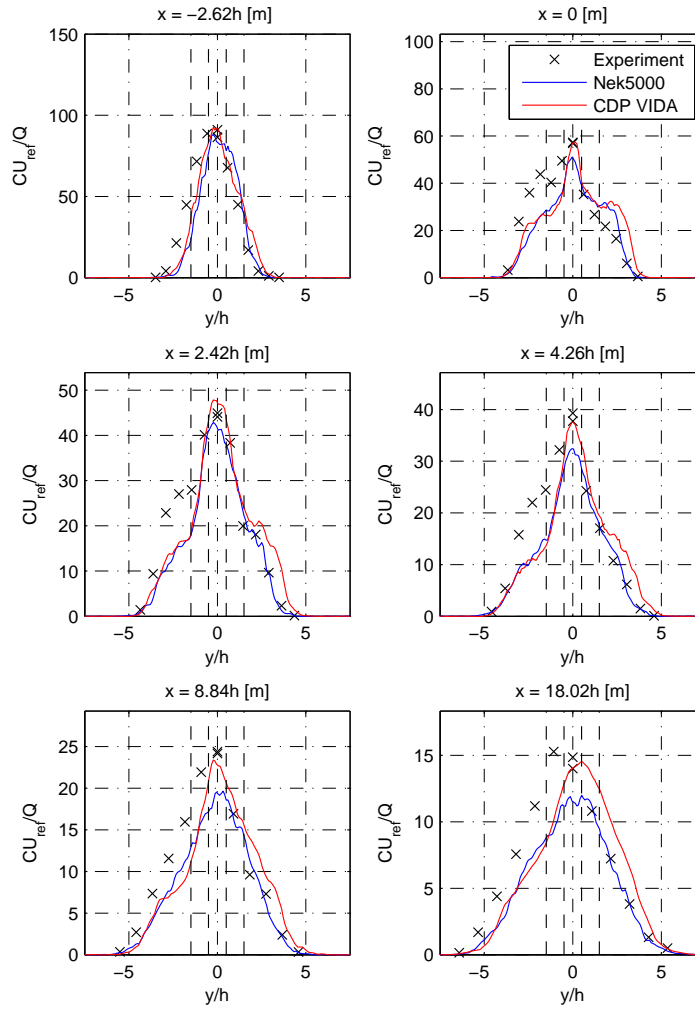 x = −2.62h [m]
150
100
50
0
−5
0
5
CU_ref/Q
y/h
x = 0 [m]
100
80
60
40
20
0
−5
0
5
CU_ref/Q
y/h
Experiment
Nek5000
CDP VIDA
x = 2.42h [m]
50
40
30
20
10
0
−5
0
5
CU_ref/Q
y/h
x = 4.26h [m]
40
30
20
10
0
−5
0
5
CU_ref/Q
y/h
x = 8.84h [m]
25
20
15
10
5
0
−5
0
5
CU_ref/Q
y/h
x = 18.02h [m]
15
10
5
0
−5
0
5
CU_ref/Q
y/h